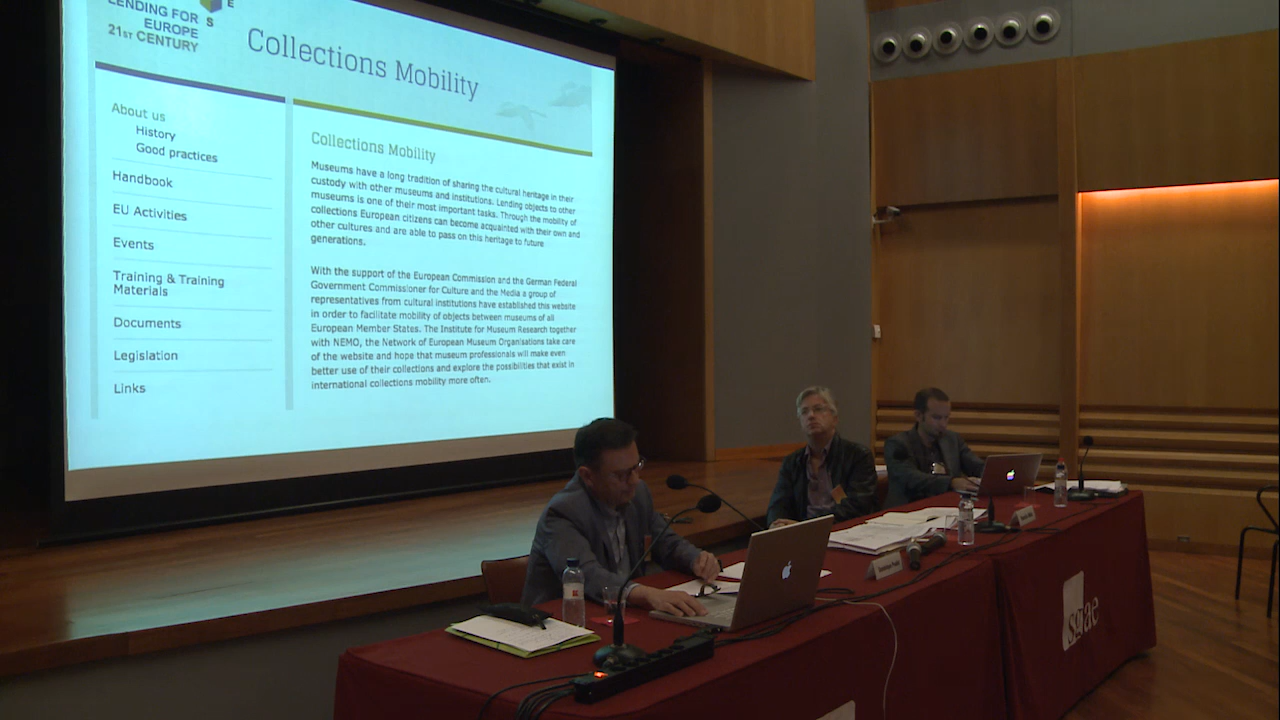 LENDING FOR
EUROPE
21ST CENTURY
S E
Collections Mobility
About us
History
Good practices
Handbook
EU Activities
Events
Training & Training
Materials
Documents
Legislation
Links
Collections Mobility
Museums have a long tradition of sharing the cultural heritage in their
custody with other museums and institutions. Lending objects to other
museums is one of their most important tasks. Through the mobility of
collections European citizens can become acquainted with their own and
other cultures and are able to pass on this heritage to future
generations.
With the support of the European Commission and the German Federal
Government Commissioner for Culture and the Media a group of
representatives from cultural institutions have established this website
in order to facilitate mobility of objects between museums of all
European Member States. The Institute for Museum Research together
with NEMO, the Network of European Museum Organisations take care
of the website and hope that museum professionals will make even
better use of their collections and explore the possibilities that exist in
international collections mobility more often.
sgae